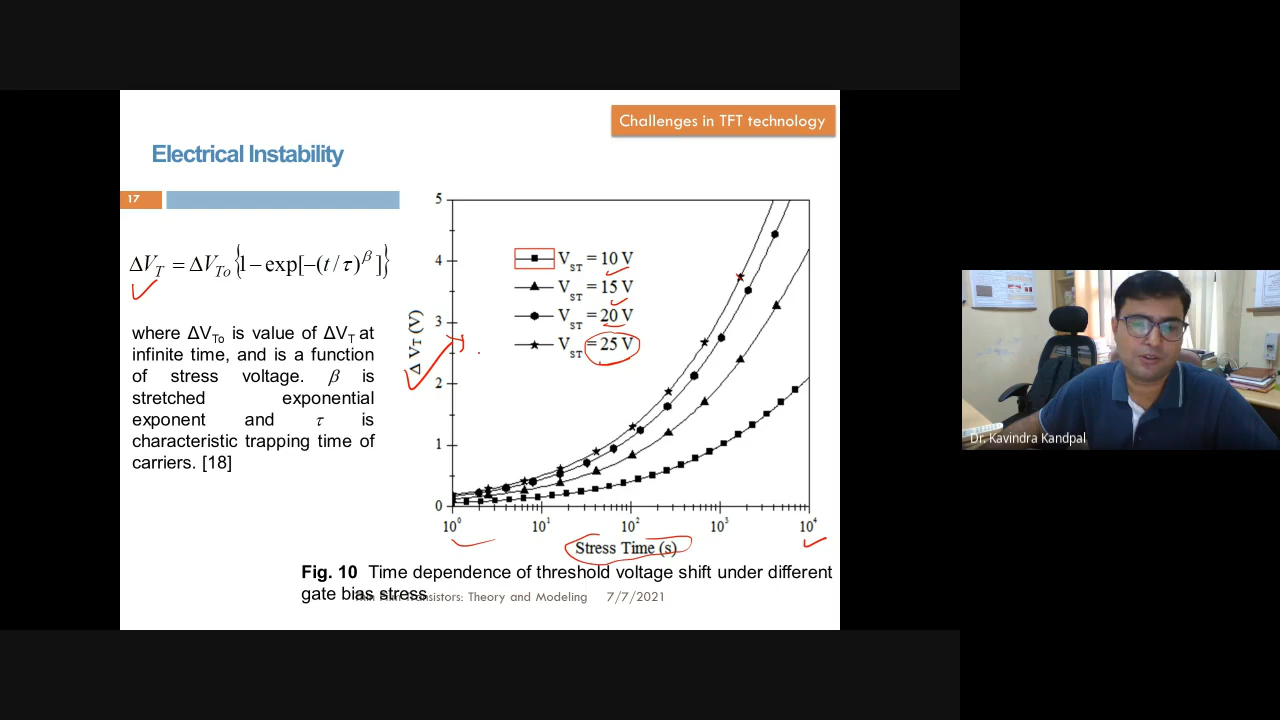 Challenges in TFT technology
Electrical Instability
17
ΔV_T = ΔV_To {1 − exp[−(t / τ)^β ]}
where ΔV_To is value of ΔV_T at
infinite time, and is a function
of stress voltage. β is
stretched exponential
exponent and τ is
characteristic trapping time of
carriers. [18]
5
4
3
2
1
0
Δ V_T (V)
V_ST = 10 V
V_ST = 15 V
V_ST = 20 V
V_ST = 25 V
10^0 10^1 10^2 10^3 10^4
Stress Time (s)
Fig. 10 Time dependence of threshold voltage shift under different
gate bias stress
Transistors: Theory and Modeling 7/7/2021
Dr. Kavindra Kandpal